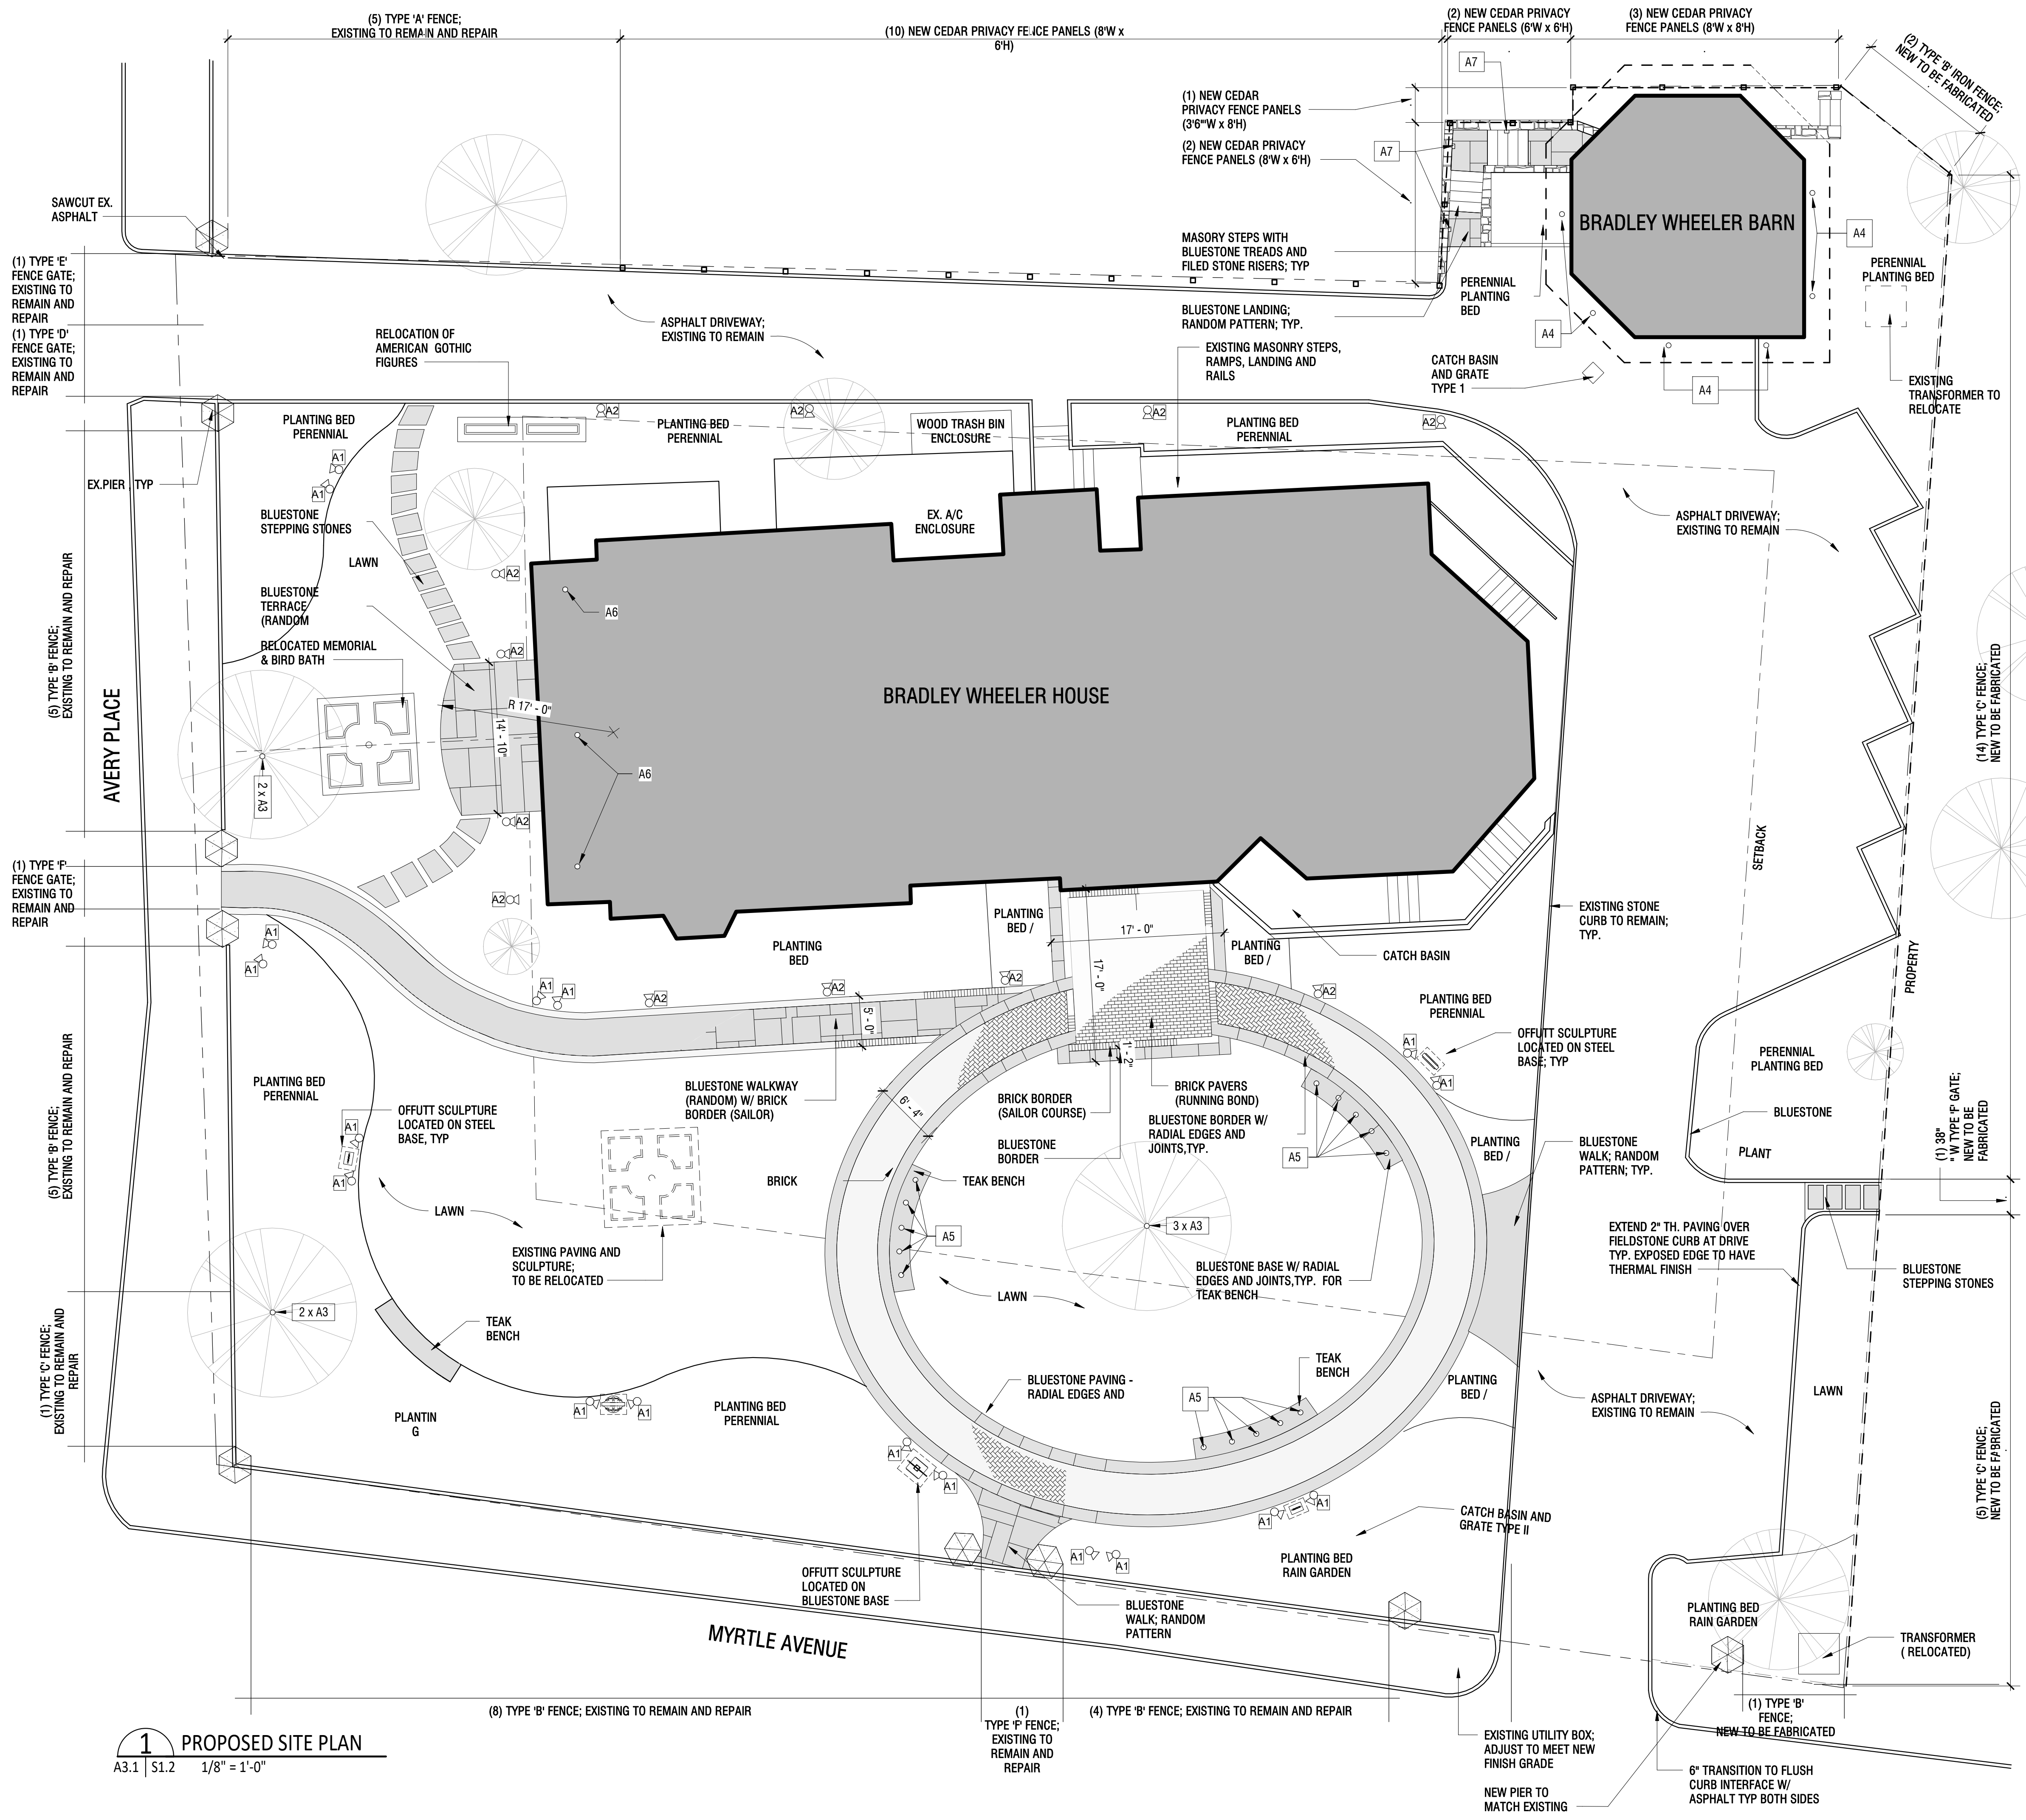 (5) TYPE 'A' FENCE;
EXISTING TO REMAIN AND REPAIR
(10) NEW CEDAR PRIVACY FENCE PANELS (8'W x
6'H)
(2) NEW CEDAR PRIVACY
FENCE PANELS (6'W x 6'H)
(3) NEW CEDAR PRIVACY
FENCE PANELS (8'W x 8'H)
(2) TYPE 'B' IRON FENCE;
NEW TO BE FABRICATED
A7
(1) NEW CEDAR
PRIVACY FENCE PANELS
(3'6"'W x 8'H)
(2) NEW CEDAR PRIVACY
FENCE PANELS (8'W x 6'H)
A7
SAWCUT EX.
ASPHALT
BRADLEY WHEELER BARN
A4
MASORY STEPS WITH
BLUESTONE TREADS AND
FILED STONE RISERS; TYP
(1) TYPE 'E'
FENCE GATE;
EXISTING TO
REMAIN AND
REPAIR
PERENNIAL
PLANTING BED
PERENNIAL
PLANTING
BED
BLUESTONE LANDING;
RANDOM PATTERN; TYP.
ASPHALT DRIVEWAY;
EXISTING TO REMAIN
A4
(1) TYPE 'D'
FENCE GATE;
EXISTING TO
REMAIN AND
REPAIR
RELOCATION OF
AMERICAN GOTHIC
FIGURES
EXISTING MASONRY STEPS,
RAMPS, LANDING AND
RAILS
CATCH BASIN
AND GRATE
TYPE 1
A4
EXISTING
TRANSFORMER TO
RELOCATE
PLANTING BED
PERENNIAL
A2
A2
A2
A2
PLANTING BED
PERENNIAL
WOOD TRASH BIN
ENCLOSURE
PLANTING BED
PERENNIAL
A1
A1
EX.PIER , TYP
BLUESTONE
STEPPING STONES
EX. A/C
ENCLOSURE
ASPHALT DRIVEWAY;
EXISTING TO REMAIN
LAWN
A2
A6
BLUESTONE
TERRACE
(RANDOM
RELOCATED MEMORIAL
& BIRD BATH
A2
(5) TYPE 'B' FENCE;
EXISTING TO REMAIN AND REPAIR
AVERY PLACE
R 17' - 0"
14' - 10"
BRADLEY WHEELER HOUSE
A6
2 x A3
A2
(14) TYPE 'C' FENCE;
NEW TO BE FABRICATED
SETBACK
(1) TYPE 'F'
FENCE GATE;
EXISTING TO
REMAIN AND
REPAIR
A2
A1
A1
PLANTING
BED /
17' - 0"
17' - 0"
PLANTING
BED
PLANTING
BED /
CATCH BASIN
EXISTING STONE
CURB TO REMAIN;
TYP.
PROPERTY
A1
A1
A2
A2
A2
A2
5' - 0"
1' - 2"
PLANTING BED
PERENNIAL
A1
A1
OFFUTT SCULPTURE
LOCATED ON STEEL
BASE; TYP
PERENNIAL
PLANTING BED
(5) TYPE 'B' FENCE;
EXISTING TO REMAIN AND REPAIR
PLANTING BED
PERENNIAL
OFFUTT SCULPTURE
LOCATED ON STEEL
BASE, TYP
A1
A1
BLUESTONE WALKWAY
(RANDOM) W/ BRICK
BORDER (SAILOR)
6' - 4"
BRICK BORDER
(SAILOR COURSE)
BRICK PAVERS
(RUNNING BOND)
BLUESTONE BORDER W/
RADIAL EDGES AND
JOINTS,TYP.
BLUESTONE
BORDER
A5
PLANTING
BED /
BLUESTONE
WALK; RANDOM
PATTERN; TYP.
BLUESTONE
PLANT
(1) 38"
" W TYPE 'F' GATE;
NEW TO BE
FABRICATED
BRICK
TEAK BENCH
LAWN
A5
3 x A3
EXISTING PAVING AND
SCULPTURE;
TO BE RELOCATED
EXTEND 2" TH. PAVING OVER
FIELDSTONE CURB AT DRIVE
TYP. EXPOSED EDGE TO HAVE
THERMAL FINISH
BLUESTONE
STEPPING STONES
BLUESTONE BASE W/ RADIAL
EDGES AND JOINTS,TYP. FOR
TEAK BENCH
LAWN
2 x A3
TEAK
BENCH
(1) TYPE 'C' FENCE;
EXISTING TO REMAIN AND
REPAIR
BLUESTONE PAVING -
RADIAL EDGES AND
TEAK
BENCH
A5
PLANTING
BED /
ASPHALT DRIVEWAY;
EXISTING TO REMAIN
LAWN
PLANTIN
G
A1
A1
PLANTING BED
PERENNIAL
A1
A1
(5) TYPE 'C' FENCE;
NEW TO BE FABRICATED
A1
A1
CATCH BASIN AND
GRATE TYPE II
A1
A1
PLANTING BED
RAIN GARDEN
OFFUTT SCULPTURE
LOCATED ON
BLUESTONE BASE
BLUESTONE
WALK; RANDOM
PATTERN
PLANTING BED
RAIN GARDEN
TRANSFORMER
( RELOCATED)
MYRTLE AVENUE
(8) TYPE 'B' FENCE; EXISTING TO REMAIN AND REPAIR
(1)
TYPE 'F' FENCE;
EXISTING TO
REMAIN AND
REPAIR
(4) TYPE 'B' FENCE; EXISTING TO REMAIN AND REPAIR
(1) TYPE 'B'
FENCE;
NEW TO BE FABRICATED
EXISTING UTILITY BOX;
ADJUST TO MEET NEW
FINISH GRADE
NEW PIER TO
MATCH EXISTING
6" TRANSITION TO FLUSH
CURB INTERFACE W/
ASPHALT TYP BOTH SIDES
1 PROPOSED SITE PLAN
A3.1 S1.2 1/8" = 1'-0"